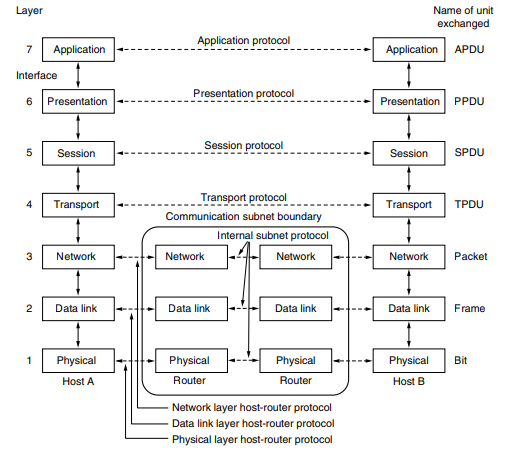 Layer
Name of unit
exchanged
Application protocol
7 Application Application APDU
Interface
Presentation protocol
6 Presentation Presentation PPDU
Session protocol
5 Session Session SPDU
Transport protocol
4 Transport Transport TPDU
Communication subnet boundary
Internal subnet protocol
3 Network Network Network Network Packet
2 Data link Data link Data link Data link Frame
1 Physical Physical Physical Physical Bit
Host A Router Router Host B
Network layer host-router protocol
Data link layer host-router protocol
Physical layer host-router protocol